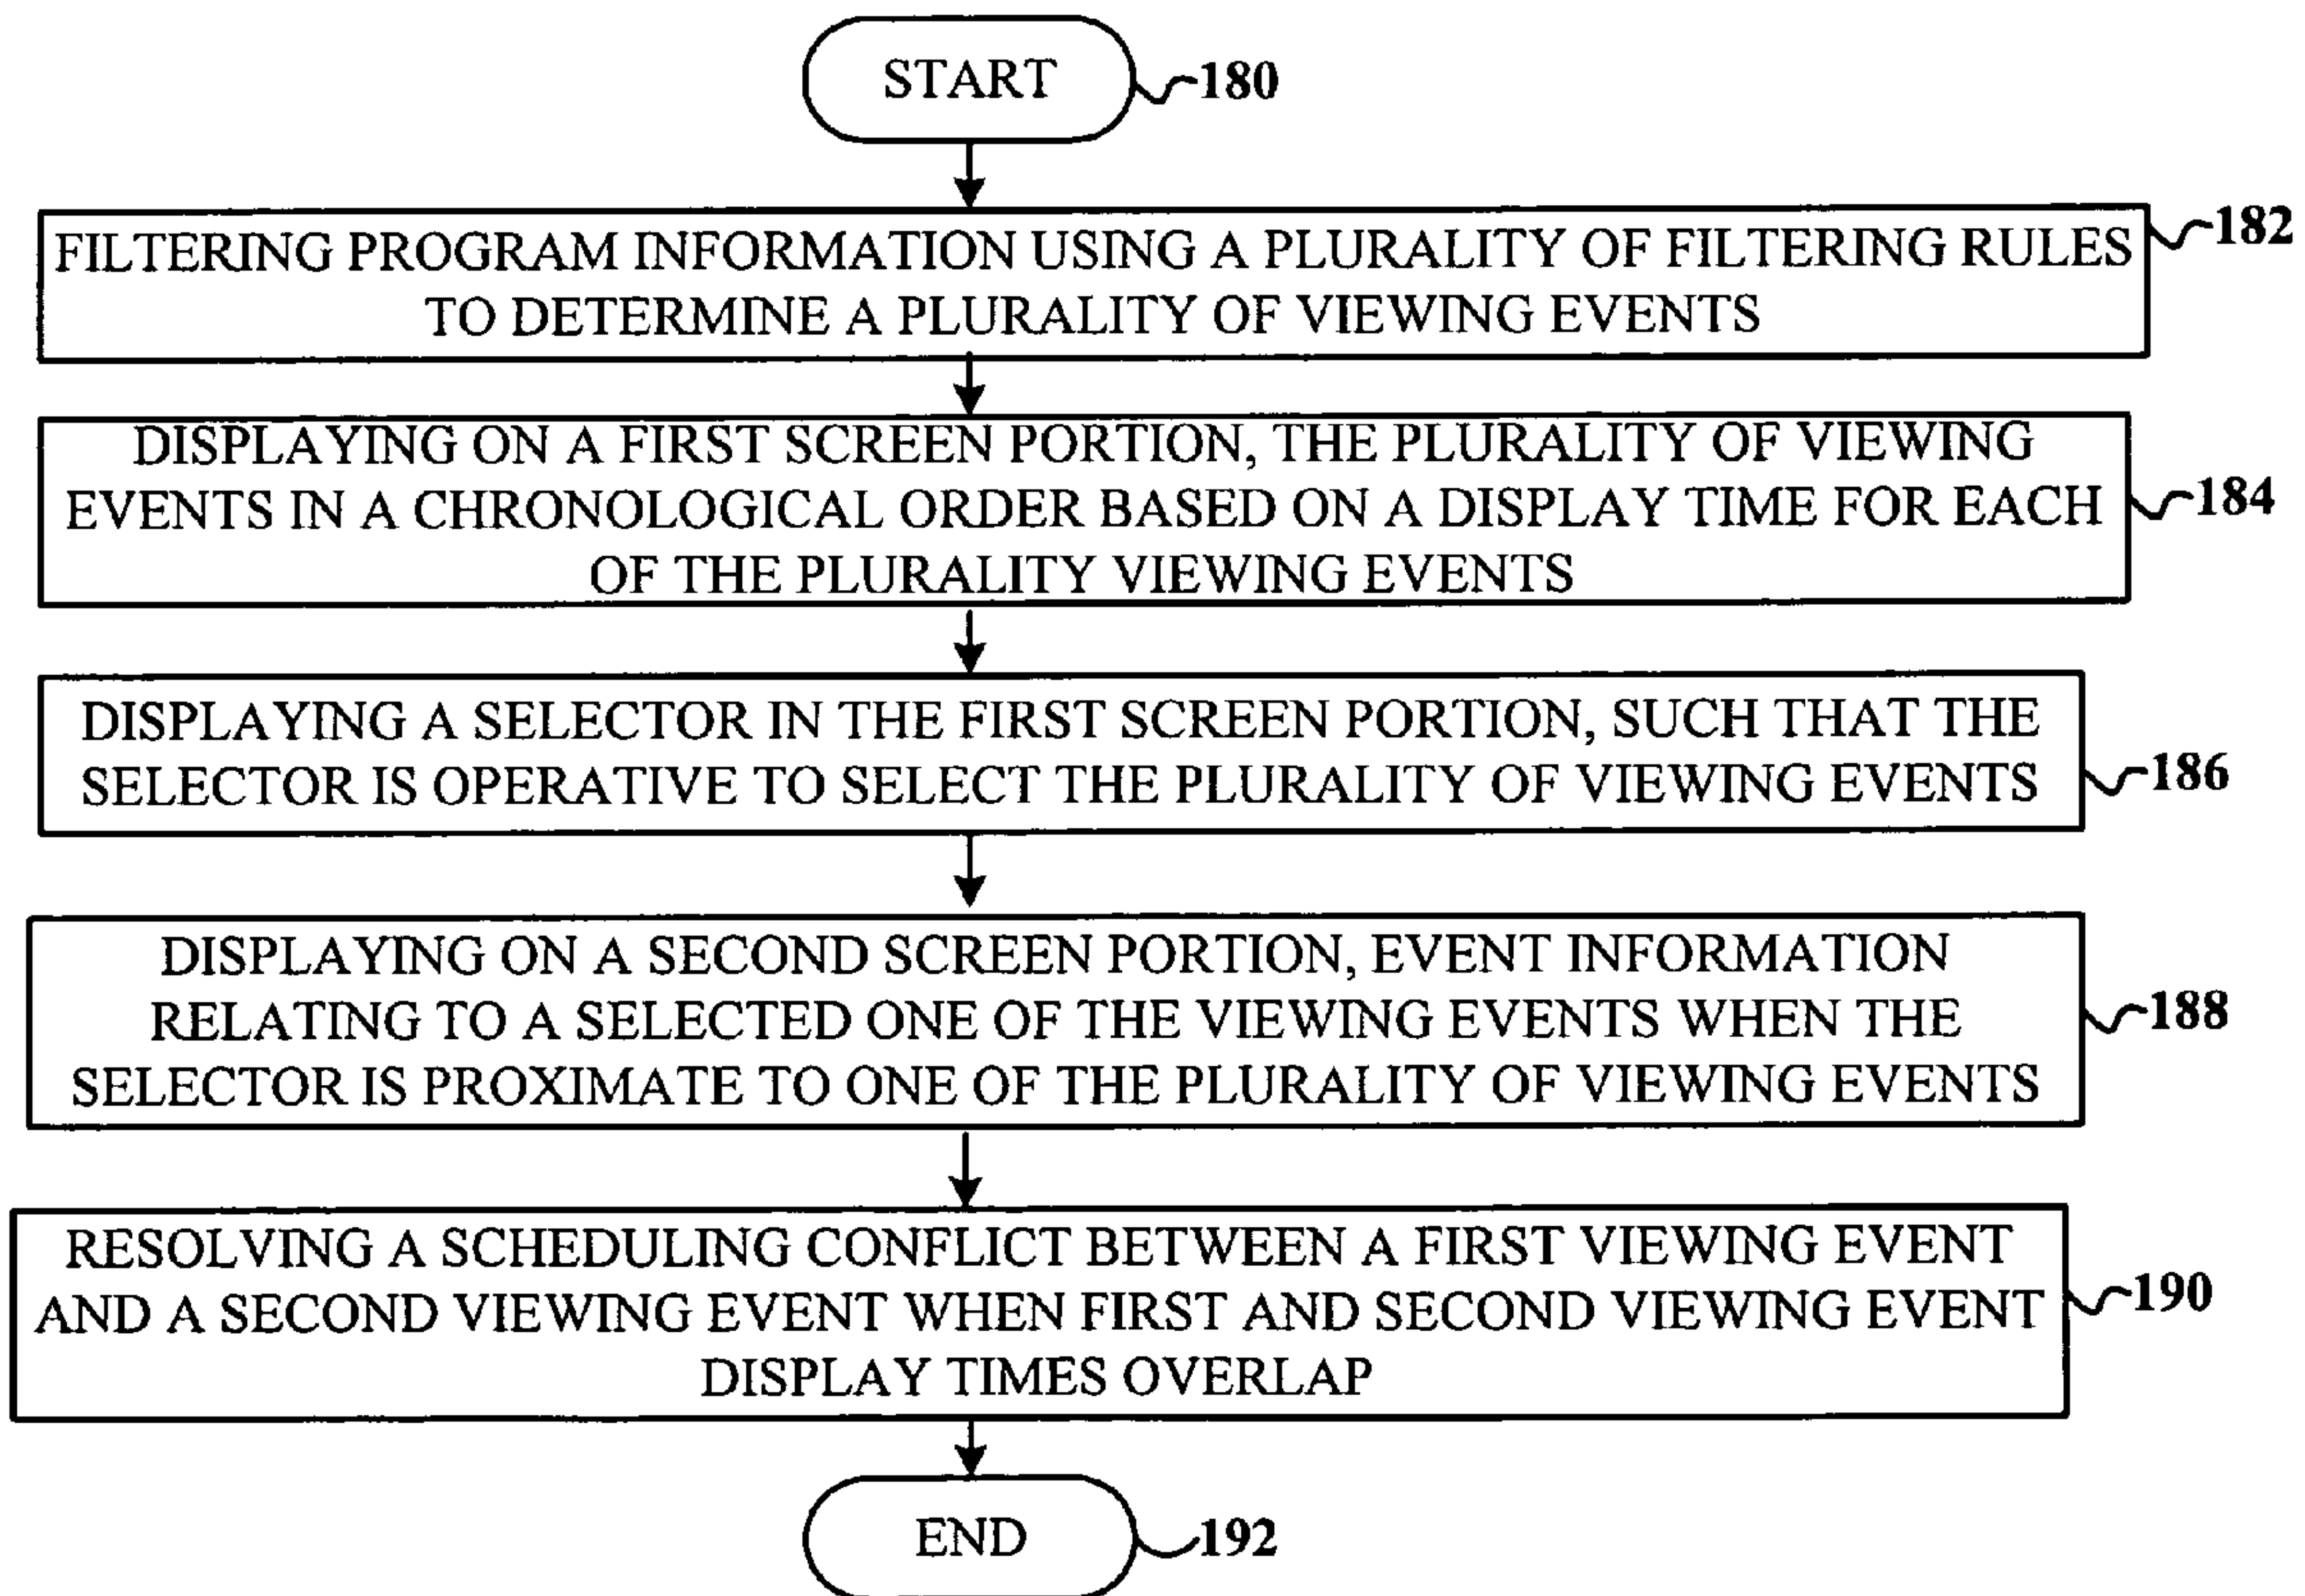 START
180
FILTERING PROGRAM INFORMATION USING A PLURALITY OF FILTERING RULES
TO DETERMINE A PLURALITY OF VIEWING EVENTS
182
DISPLAYING ON A FIRST SCREEN PORTION, THE PLURALITY OF VIEWING
EVENTS IN A CHRONOLOGICAL ORDER BASED ON A DISPLAY TIME FOR EACH
OF THE PLURALITY VIEWING EVENTS
184
DISPLAYING A SELECTOR IN THE FIRST SCREEN PORTION, SUCH THAT THE
SELECTOR IS OPERATIVE TO SELECT THE PLURALITY OF VIEWING EVENTS
186
DISPLAYING ON A SECOND SCREEN PORTION, EVENT INFORMATION
RELATING TO A SELECTED ONE OF THE VIEWING EVENTS WHEN THE
SELECTOR IS PROXIMATE TO ONE OF THE PLURALITY OF VIEWING EVENTS
188
RESOLVING A SCHEDULING CONFLICT BETWEEN A FIRST VIEWING EVENT
AND A SECOND VIEWING EVENT WHEN FIRST AND SECOND VIEWING EVENT
DISPLAY TIMES OVERLAP
190
END
192